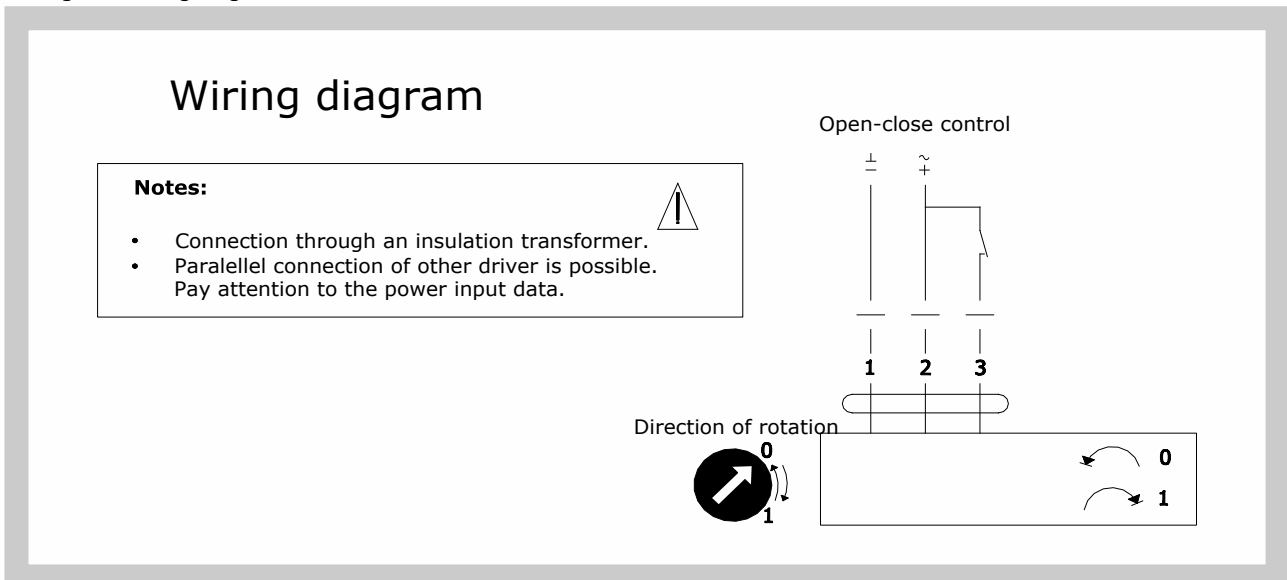 Wiring diagram
Open-close control
⊥ ~
− +
Notes:
• Connection through an insulation transformer.
• Paralellel connection of other driver is possible.
Pay attention to the power input data.
1 2 3
Direction of rotation
0
1
0
1